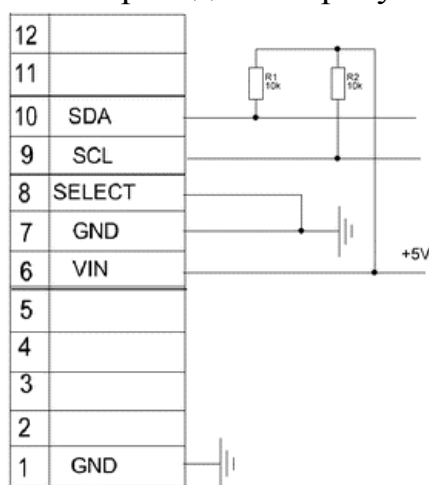 12
11
R1
10k
R2
10k
10 SDA
9 SCL
8 SELECT
7 GND
6 VIN
+5V
5
4
3
2
1 GND